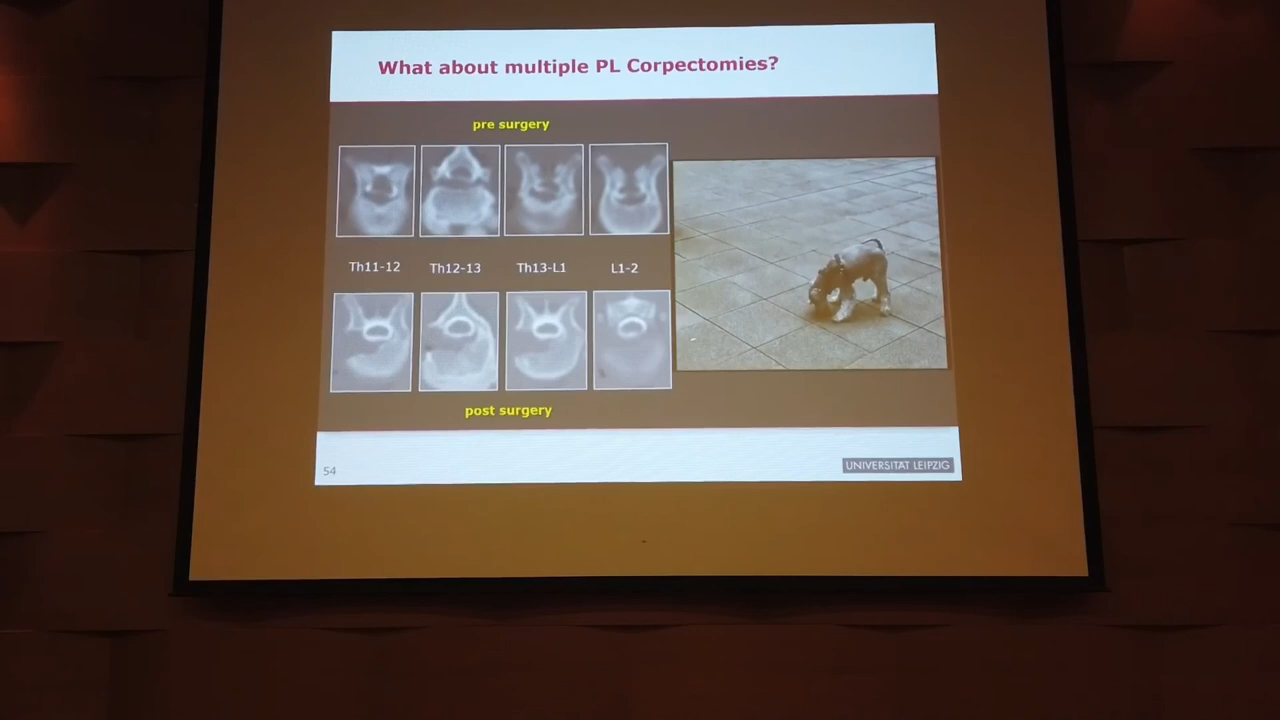 What about multiple PL Corpectomies?
pre surgery
Th11-12 Th12-13 Th13-L1 L1-2
post surgery
54
UNIVERSITÄT LEIPZIG